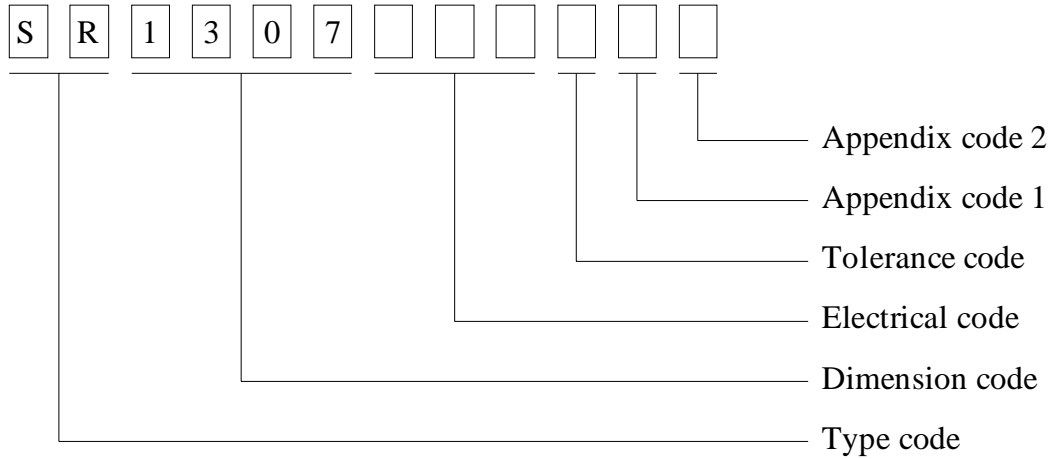 S R 1 3 0 7
Appendix code 2
Appendix code 1
Tolerance code
Electrical code
Dimension code
Type code